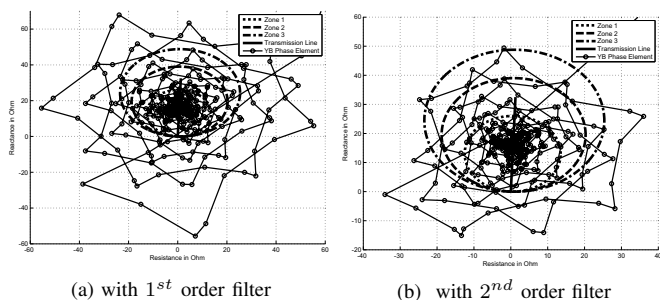 70
60
40
20
0
-20
-40
-60
-60
-40
-20
0
20
40
60
Reactance in Ohm
Resistance in Ohm
Zone 1
Zone 2
Zone 3
Transmission Line
YB Phase Element
60
50
40
30
20
10
0
-10
-20
-40
-30
-20
-10
0
10
20
30
40
Reactance in Ohm
Resistance in Ohm
Zone 1
Zone 2
Zone 3
Transmission Line
YB Phase Element
(a) with 1st order filter
(b) with 2nd order filter